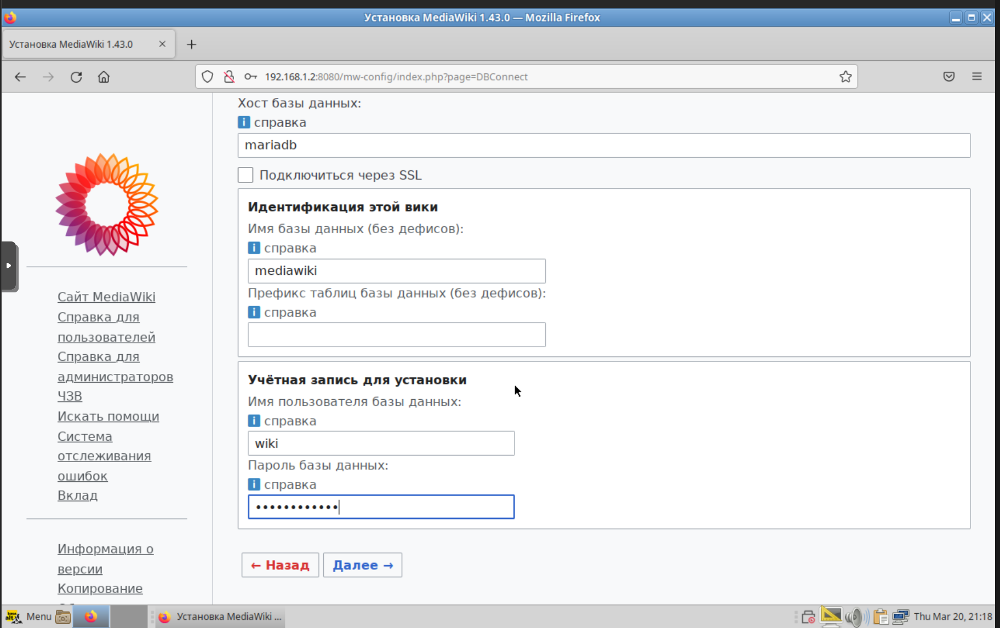 Установка MediaWiki 1.43.0 — Mozilla Firefox
Установка MediaWiki 1.43.0
192.168.1.2:8080/mw-config/index.php?page=DBConnect
Сайт MediaWiki
Справка для
пользователей
Справка для
администраторов
ЧЗВ
Искать помощи
Система
отслеживания
ошибок
Вклад
Информация о
версии
Копирование
Хост базы данных:
справка
mariadb
Подключиться через SSL
Идентификация этой вики
Имя базы данных (без дефисов):
справка
mediawiki
Префикс таблиц базы данных (без дефисов):
справка
Учётная запись для установки
Имя пользователя базы данных:
справка
wiki
Пароль базы данных:
справка
••••••••••••
← Назад
Далее →
Menu
Установка MediaWiki ...
Thu Mar 20, 21:18